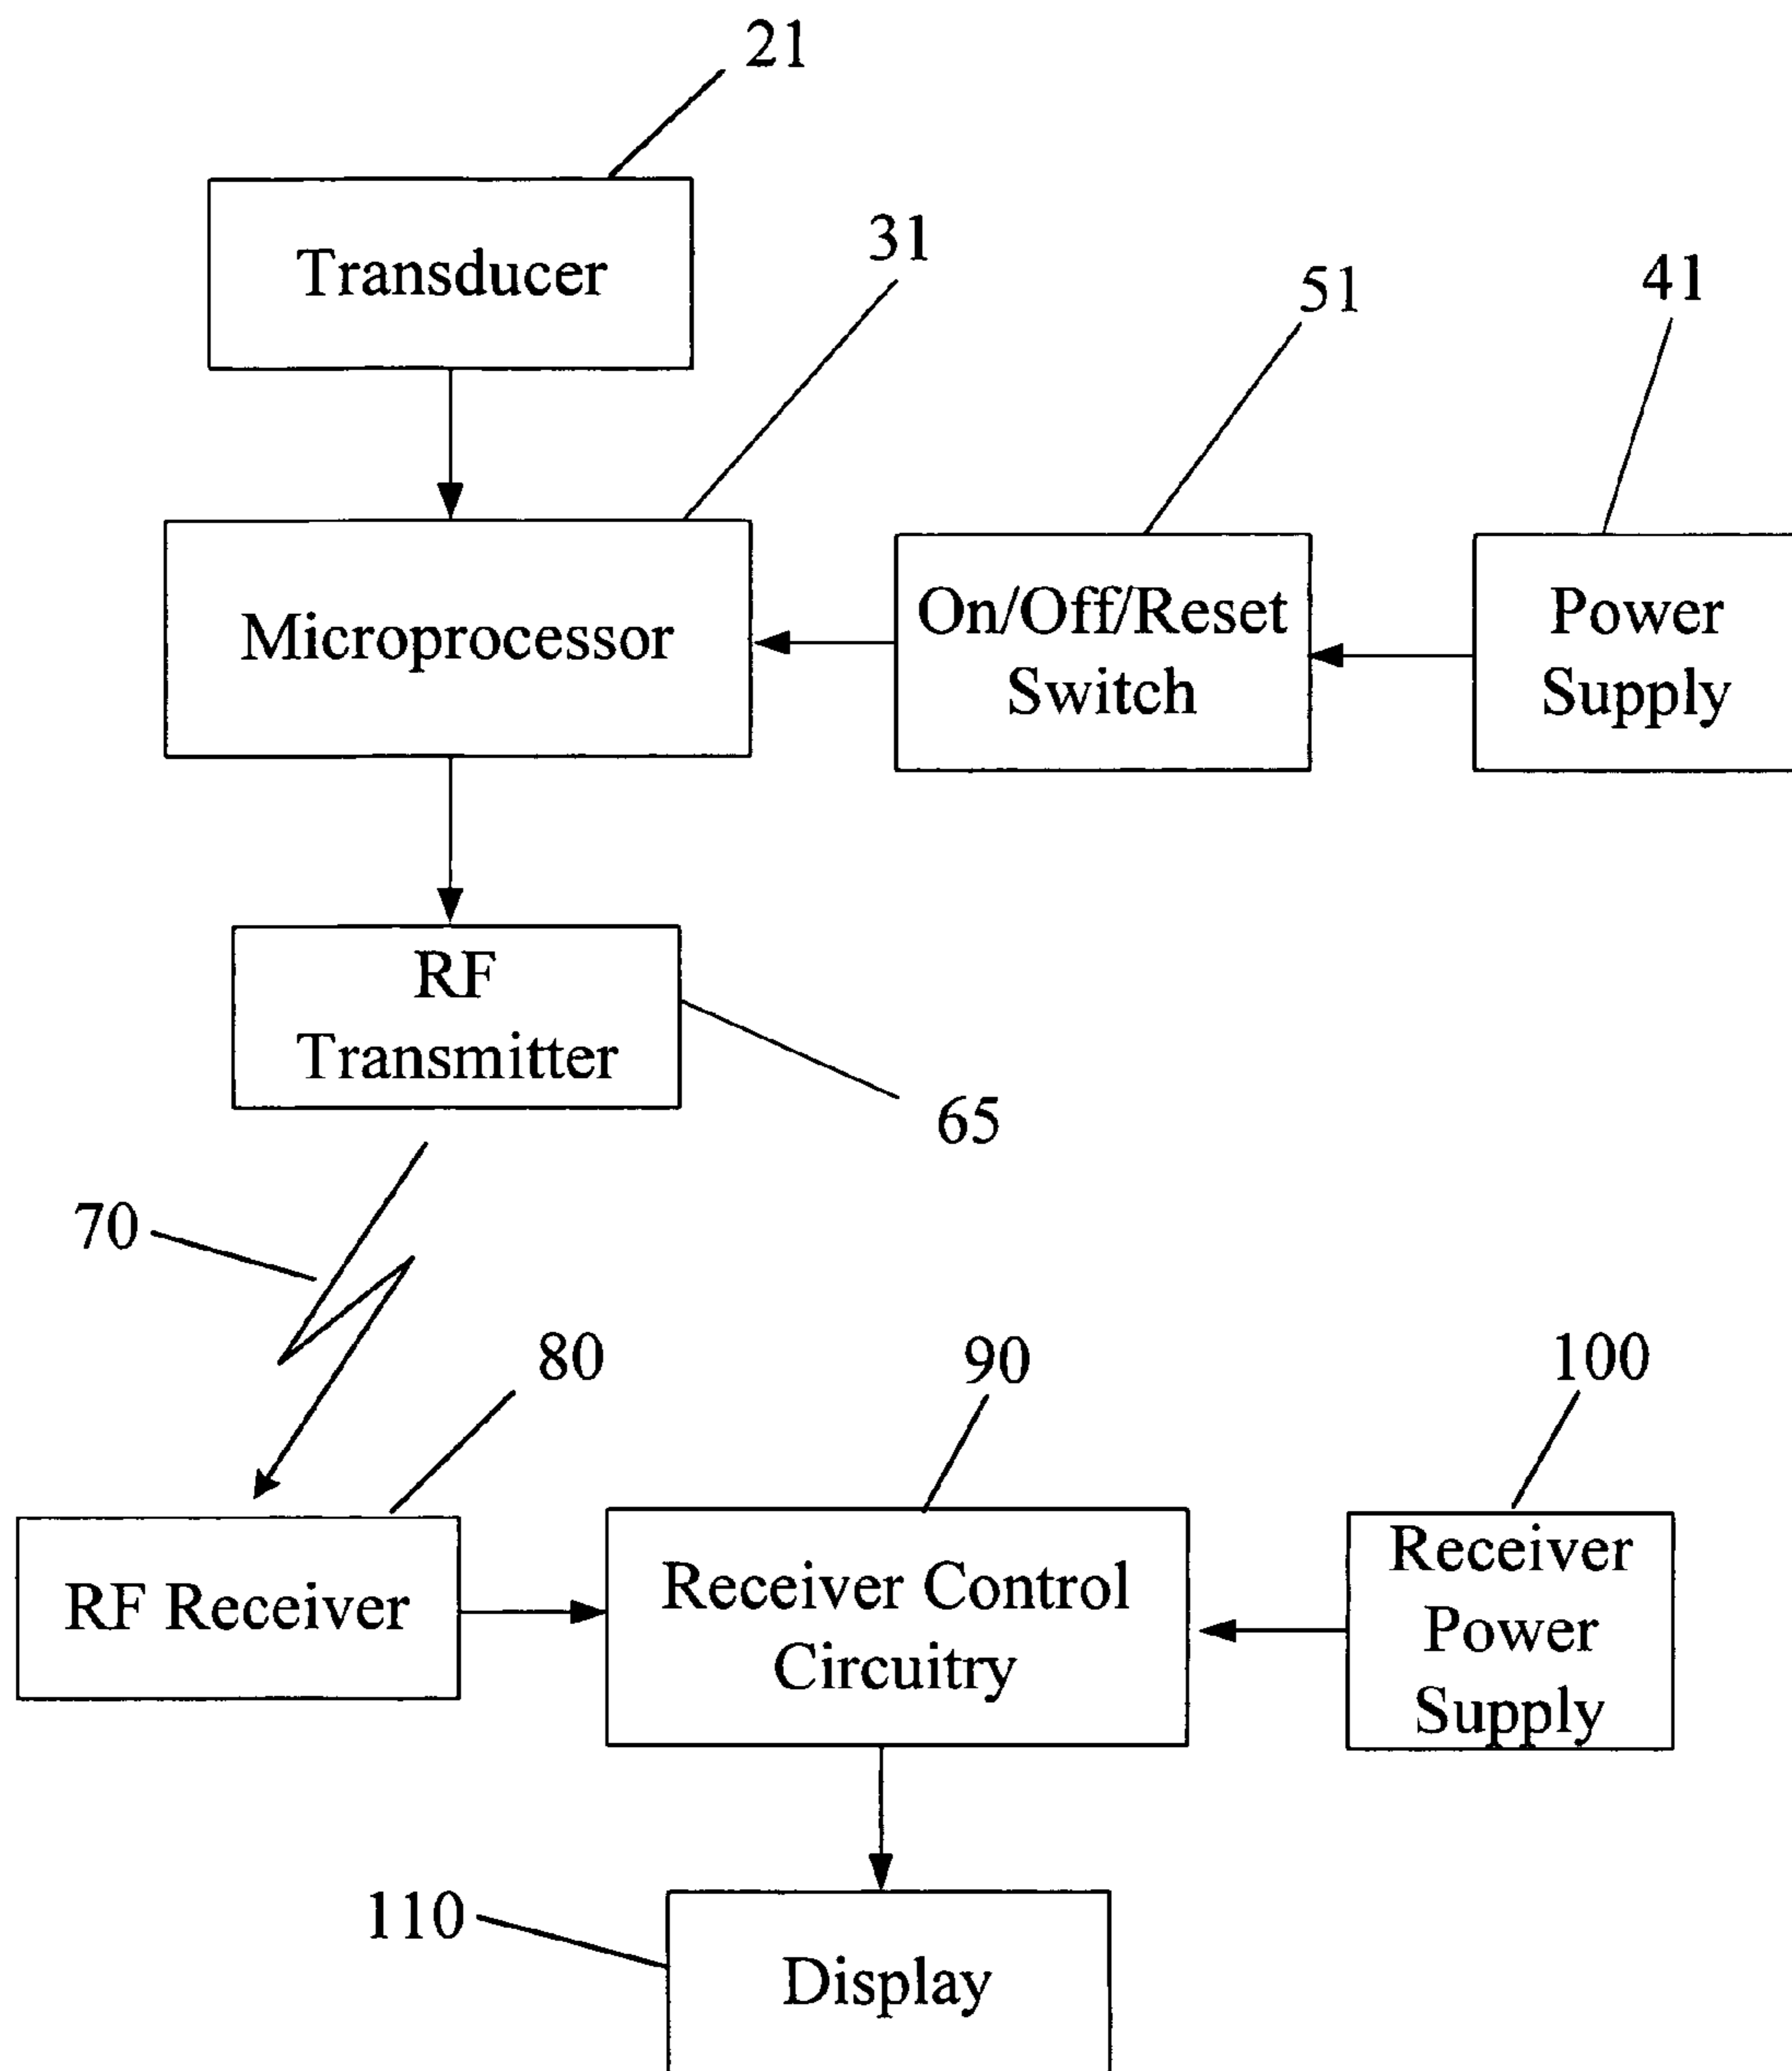 21
Transducer
31
51
41
Microprocessor
On/Off/Reset
Switch
Power
Supply
RF
Transmitter
65
70
80
90
100
RF Receiver
Receiver Control
Circuitry
Receiver
Power
Supply
110
Display